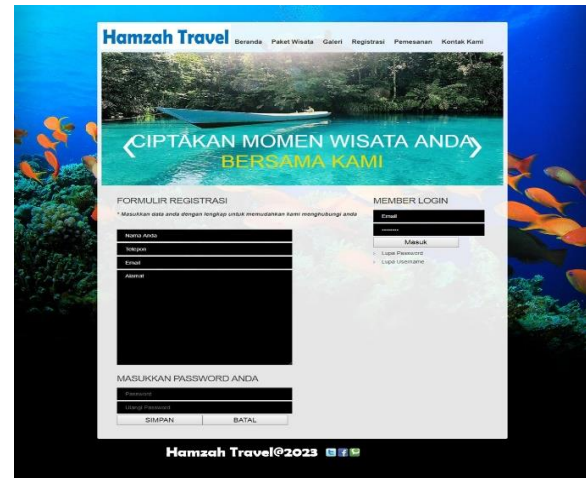 Hamzah Travel
Beranda Paket Wisata Galeri Registrasi Pemesanan Kontak Kami
CIPTAKAN MOMEN WISATA ANDA
BERSAMA KAMI
FORMULIR REGISTRASI
* Masukkan data anda dengan lengkap untuk memudahkan kami menghubungi anda
Nama Anda
Telepon
Email
Alamat
MASUKKAN PASSWORD ANDA
Password
Ulangi Password
SIMPAN BATAL
MEMBER LOGIN
Email
********
Masuk
Lupa Password
Lupa Username
Hamzah Travel@2023